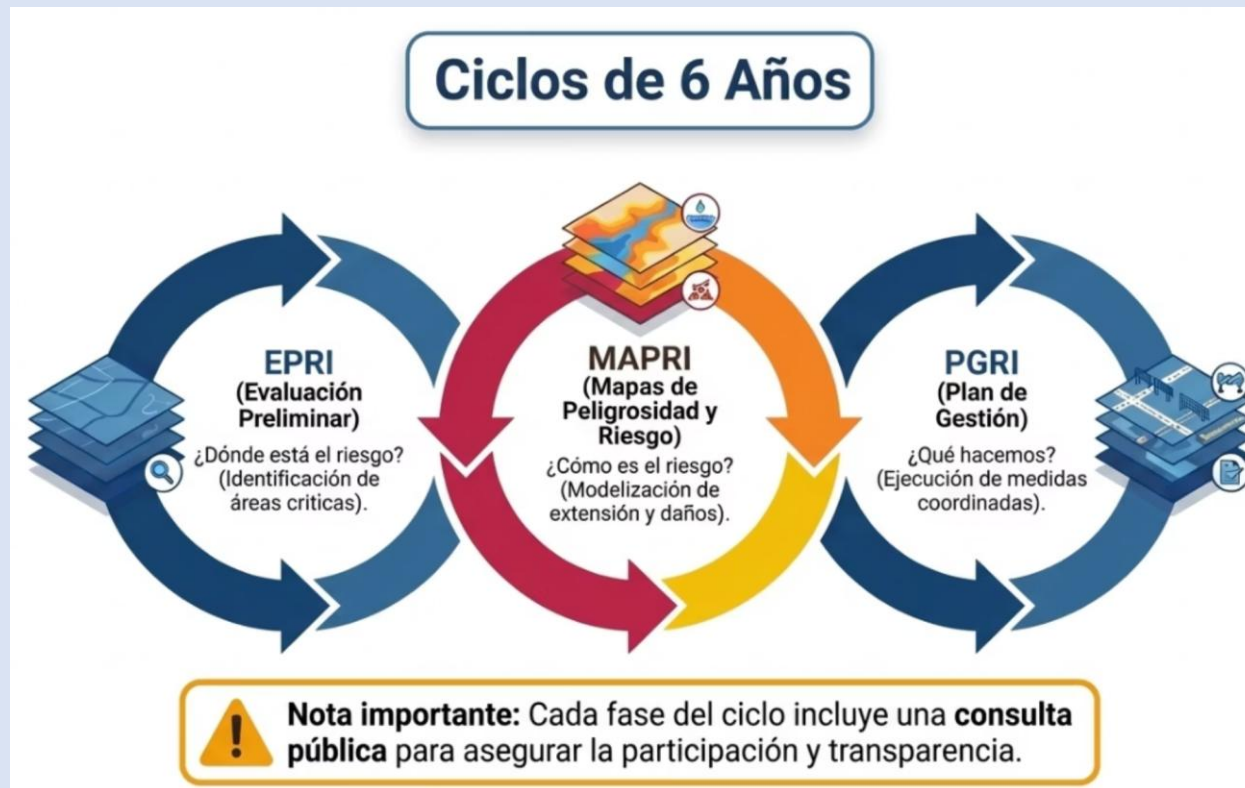 Ciclos de 6 Años
EPRI
(Evaluación
Preliminar)
¿Dónde está el riesgo?
(Identificación de
áreas criticas).
MAPRI
(Mapas de
Peligrosidad y
Riesgo)
¿Cómo es el riesgo?
(Modelización de
extensión y daños).
PGRI
(Plan de
Gestión)
¿Qué hacemos?
(Ejecución de medidas
coordinadas).
Nota importante: Cada fase del ciclo incluye una consulta
pública para asegurar la participación y transparencia.